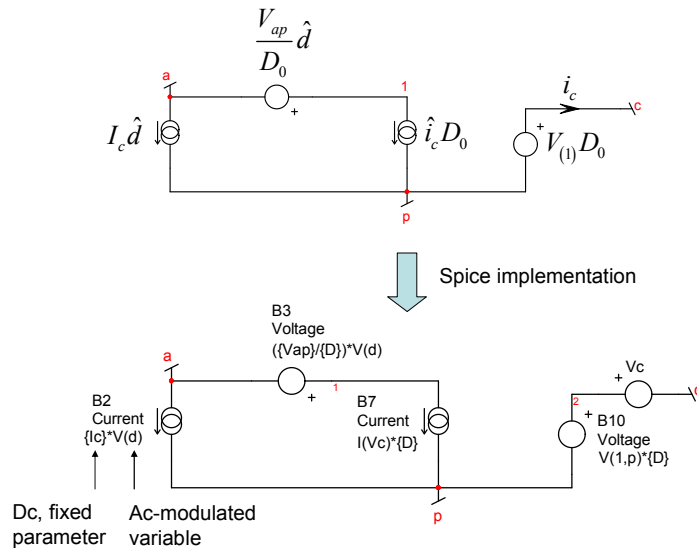 V_ap
D_0 d̂
a
1
i_c
c
+
I_c d̂
î_c D_0
+
V_(1) D_0
p
Spice implementation
B3
Voltage
({Vap}/{D})*V(d)
a
1
+
Vc
+
c
2
B2
Current
{Ic}*V(d)
B7
Current
I(Vc)*{D}
+
B10
Voltage
V(1,p)*{D}
p
Dc, fixed
parameter
Ac-modulated
variable